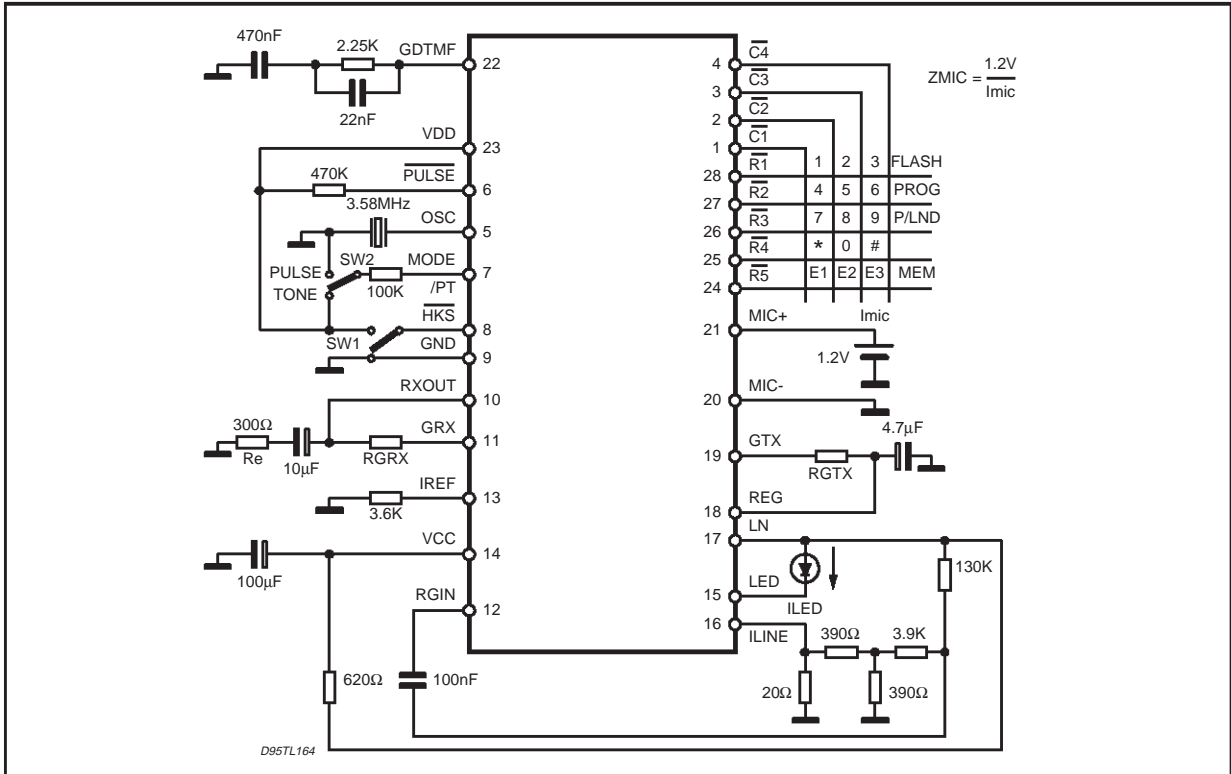 470nF
2.25K
GDTMF
22
22nF
VDD
23
470K
PULSE
6
3.58MHz
OSC
5
SW2
MODE
7
PULSE
TONE
100K
/PT
HKS
8
SW1
GND
9
RXOUT
10
300Ω
Re
10µF
GRX
11
RGRX
IREF
13
3.6K
VCC
14
100µF
RGIN
12
620Ω
100nF
D95TL164
4
C4
3
C3
2
C2
1
C1
ZMIC = 1.2V
Imic
28 R1 1 2 3 FLASH
27 R2 4 5 6 PROG
26 R3 7 8 9 P/LND
25 R4 * 0 #
24 R5 E1 E2 E3 MEM
Imic
21 MIC+
1.2V
20 MIC-
4.7µF
19 GTX
RGTX
18 REG
17 LN
130K
15 LED
ILED
16 ILINE
390Ω
3.9K
20Ω
390Ω